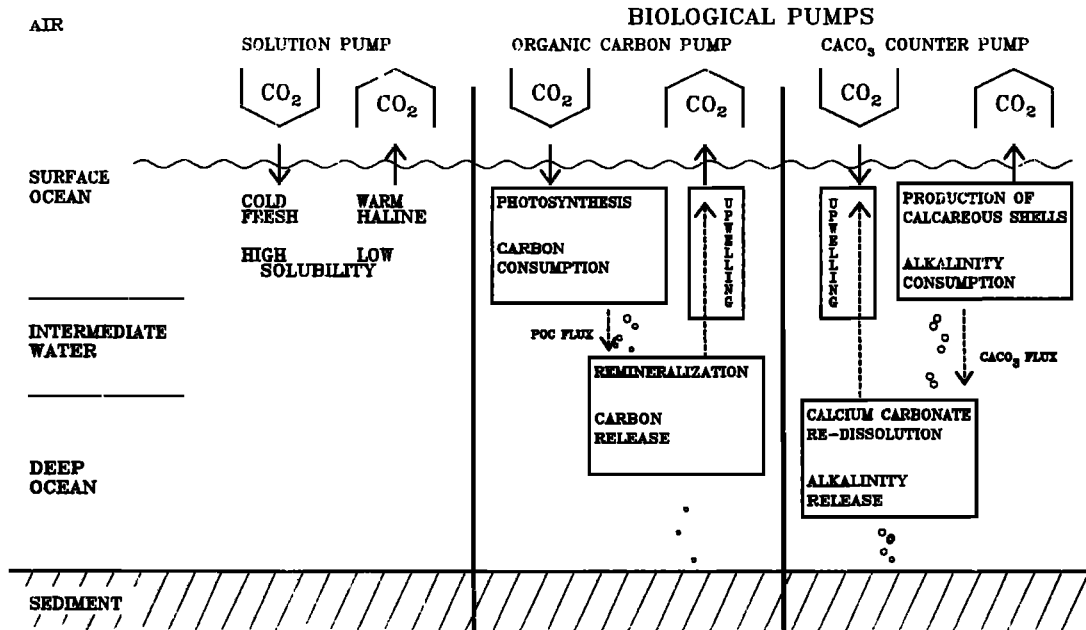 AIR
BIOLOGICAL PUMPS
SOLUTION PUMP
ORGANIC CARBON PUMP
CACO₃ COUNTER PUMP
CO₂
CO₂
CO₂
CO₂
CO₂
CO₂
SURFACE
OCEAN
COLD
FRESH
WARM
HALINE
HIGH
LOW
SOLUBILITY
PHOTOSYNTHESIS
CARBON
CONSUMPTION
UPWELLING
UPWELLING
PRODUCTION OF
CALCAREOUS SHELLS
ALKALINITY
CONSUMPTION
INTERMEDIATE
WATER
POC FLUX
CACO₃ FLUX
REMINERALIZATION
CARBON
RELEASE
CALCIUM CARBONATE
RE-DISSOLUTION
ALKALINITY
RELEASE
DEEP
OCEAN
SEDIMENT